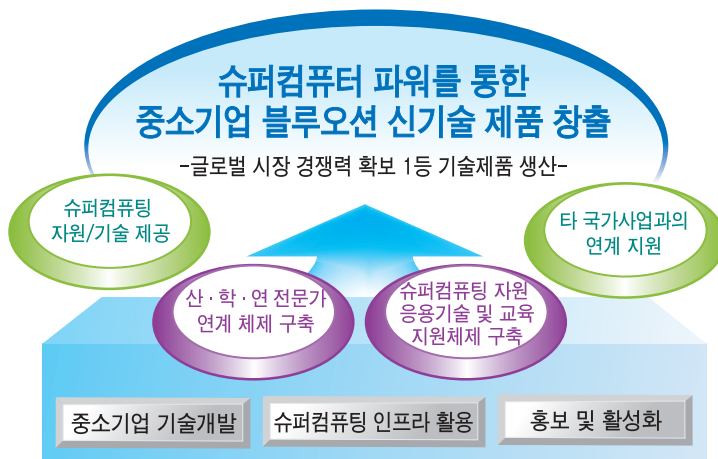 슈퍼컴퓨터 파워를 통한
중소기업 블루오션 신기술 제품 창출
-글로벌 시장 경쟁력 확보 1등 기술제품 생산-
슈퍼컴퓨팅
자원/기술 제공
타 국가사업과의
연계 지원
산·학·연 전문가
연계 체제 구축
슈퍼컴퓨팅 자원
응용기술 및 교육
지원체제 구축
중소기업 기술개발
슈퍼컴퓨팅 인프라 활용
홍보 및 활성화